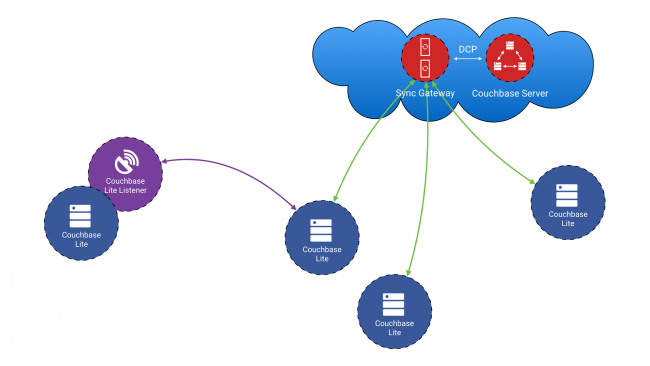 DCP
Sync Gateway
Couchbase Server
Couchbase
Lite Listener
Couchbase
Lite
Couchbase
Lite
Couchbase
Lite
Couchbase
Lite